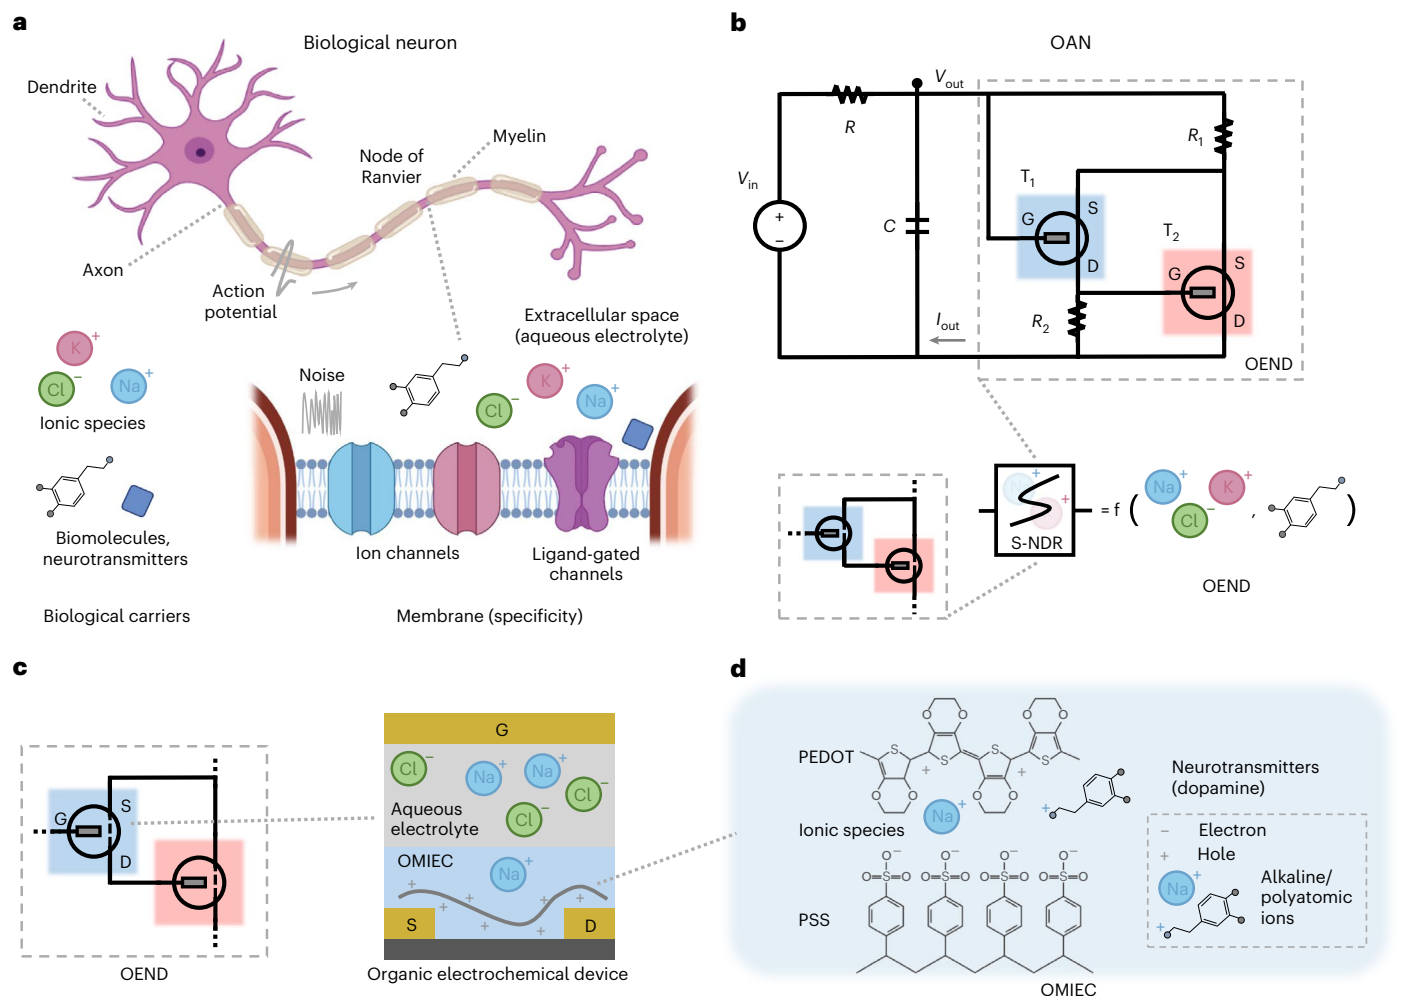 a
Biological neuron
Dendrite
Myelin
Node of
Ranvier
Axon
Action
potential
Extracellular space
(aqueous electrolyte)
K+
Cl−
Na+
Ionic species
Noise
Cl−
K+
Na+
Biomolecules,
neurotransmitters
Ion channels
Ligand-gated
channels
Biological carriers
Membrane (specificity)
b
OAN
Vout
R
R1
Vin
+
−
C
T1
G
S
D
T2
G
S
D
R2
Iout
OEND
Na+
+
S-NDR
= f (
Na+
K+
Cl−
,
)
OEND
c
G
S
D
OEND
G
Cl−
Na+
Na+
Cl−
Cl−
Aqueous
electrolyte
OMIEC
Na+
+
+
+
+
+
+
S
D
Organic electrochemical device
d
PEDOT
O
O
O
O
S
S
S
S
+
+
O
O
O
O
Ionic species
Na+
+
Neurotransmitters
(dopamine)
O−
O−
O−
O−
O=S=O
O=S=O
O=S=O
O=S=O
PSS
− Electron
+ Hole
Na+
+
Alkaline/
polyatomic
ions
OMIEC